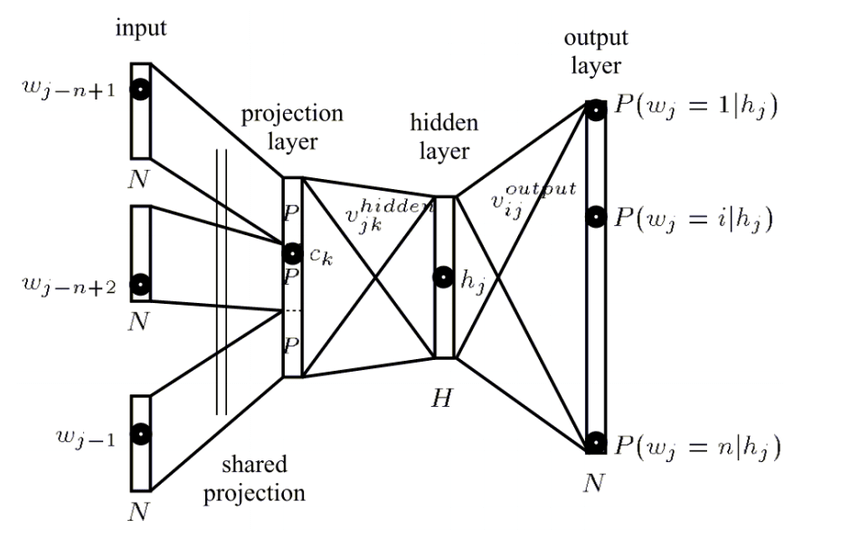 input
output
layer
w_{j-n+1}
P(w_j = 1|h_j)
projection
layer
hidden
layer
N
P
v_{jk}^{hidden}
v_{ij}^{output}
P(w_j = i|h_j)
c_k
P
h_j
w_{j-n+2}
N
P
H
w_{j-1}
P(w_j = n|h_j)
shared
projection
N
N